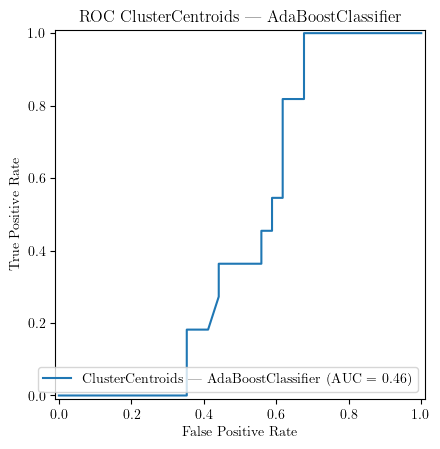 ROC ClusterCentroids — AdaBoostClassifier
1.0
0.8
0.6
0.4
0.2
0.0
True Positive Rate
ClusterCentroids — AdaBoostClassifier (AUC = 0.46)
0.0 0.2 0.4 0.6 0.8 1.0
False Positive Rate